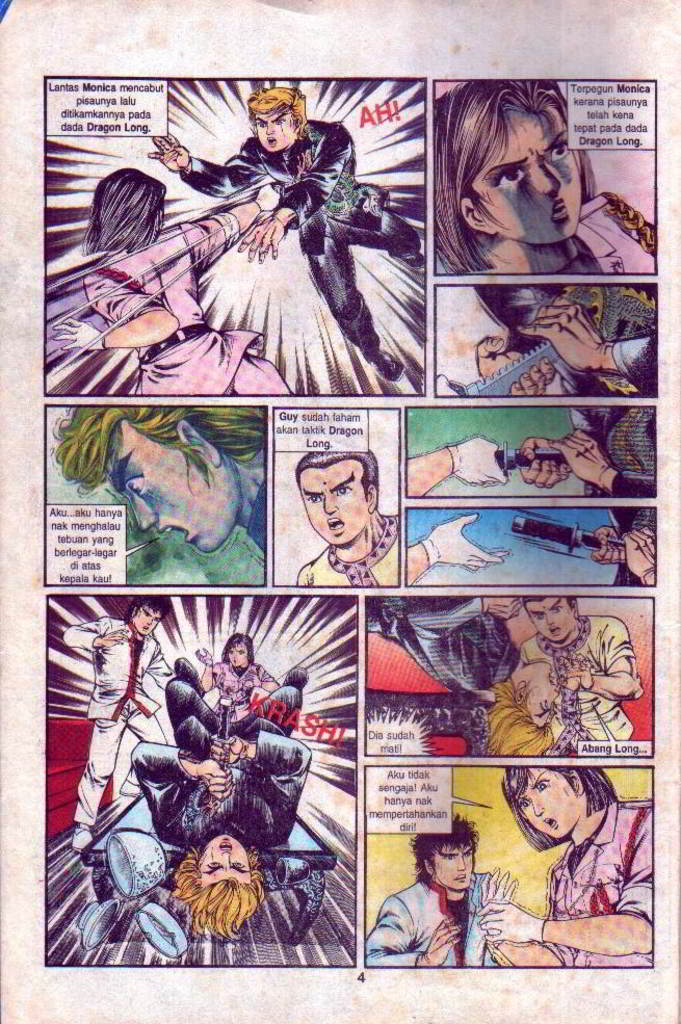 Lantas Monica mencabut
pisaunya lalu
ditikamkannya pada
dada Dragon Long.
AH!
Terpegun Monica
kerana pisaunya
telah kena
tepat pada dada
Dragon Long.
Aku...aku hanya
nak menghalau
tebuan yang
berlegar-legar
di atas
kepala kau!
Guy sudah faham
akan taktik Dragon
Long.
KRASH!
Dia sudah
mati!
Abang Long...
Aku tidak
sengaja! Aku
hanya nak
mempertahankan
diri!
4